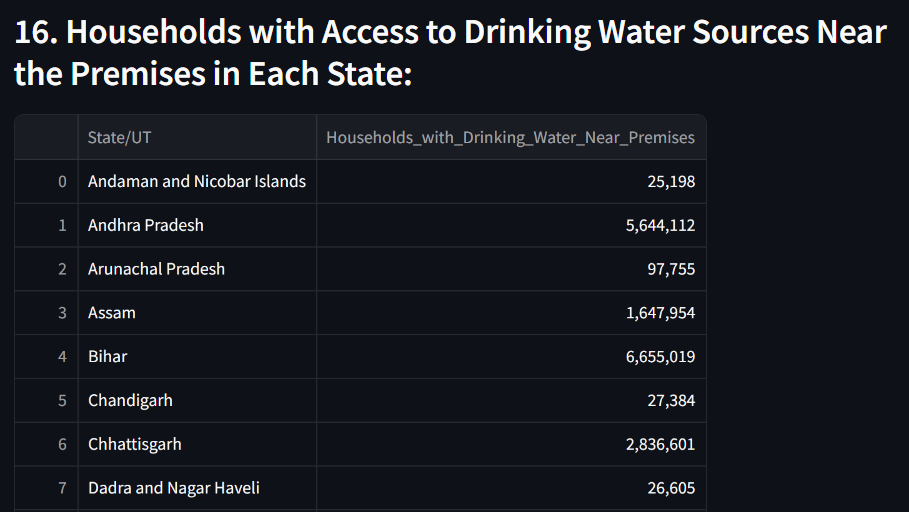 16. Households with Access to Drinking Water Sources Near
the Premises in Each State:
State/UT Households_with_Drinking_Water_Near_Premises
0 Andaman and Nicobar Islands 25,198
1 Andhra Pradesh 5,644,112
2 Arunachal Pradesh 97,755
3 Assam 1,647,954
4 Bihar 6,655,019
5 Chandigarh 27,384
6 Chhattisgarh 2,836,601
7 Dadra and Nagar Haveli 26,605